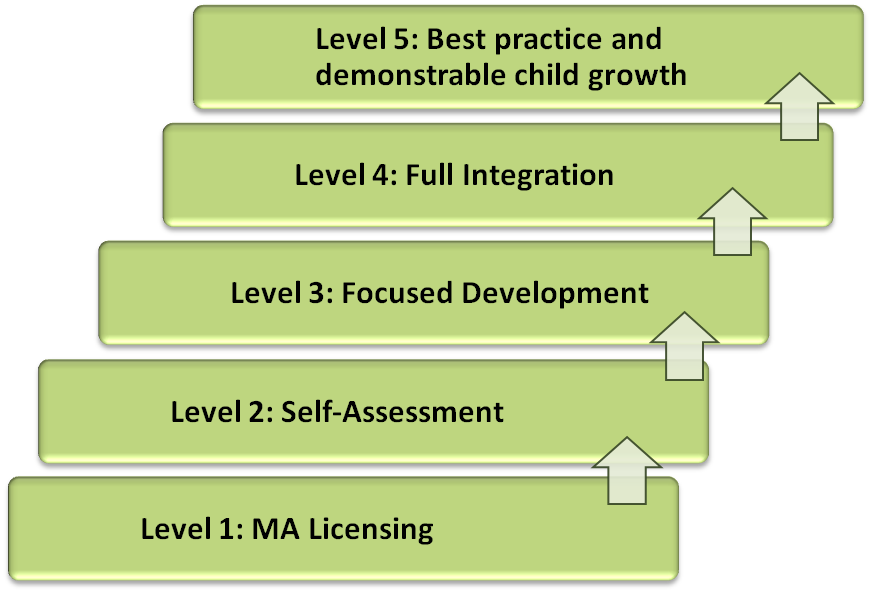 Level 5: Best practice and
demonstrable child growth
Level 4: Full Integration
Level 3: Focused Development
Level 2: Self-Assessment
Level 1: MA Licensing